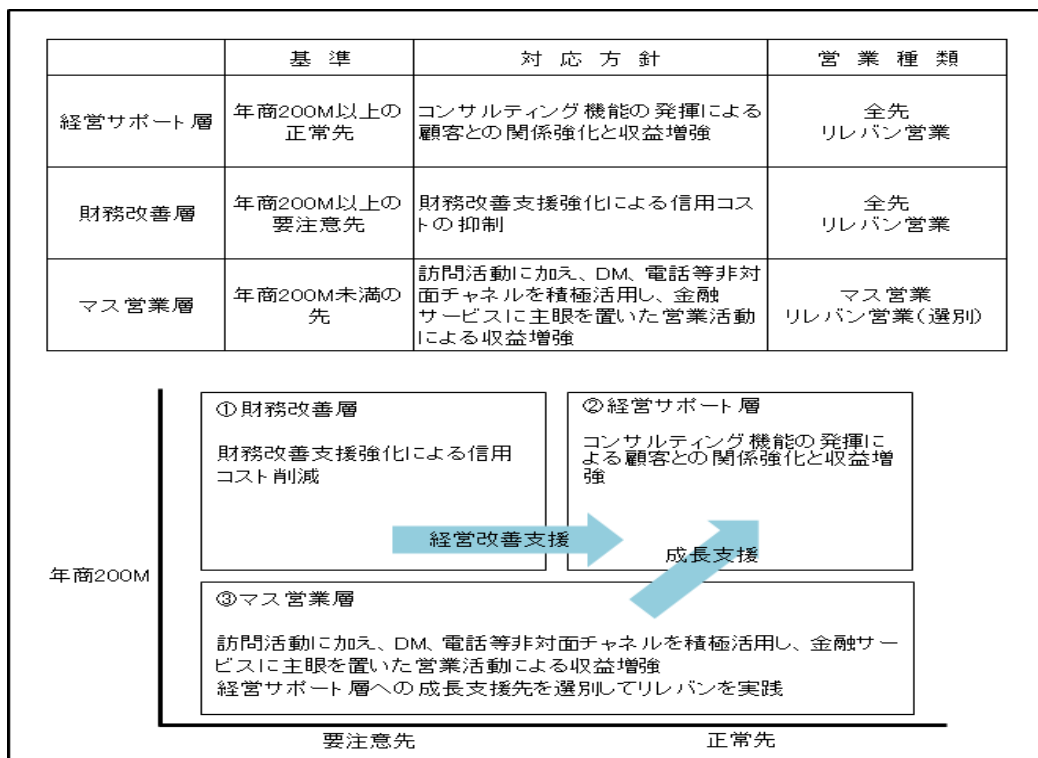 基 準
対 応 方 針
営 業 種 類
経営サポート層
年商200M以上の
正常先
コンサルティング機能の発揮による
顧客との関係強化と収益増強
全先
リレバン営業
財務改善層
年商200M以上の
要注意先
財務改善支援強化による信用コス
トの抑制
全先
リレバン営業
マス営業層
年商200M未満の
先
訪問活動に加え、DM、電話等非対
面チャネルを積極活用し、金融
サービスに主眼を置いた営業活動
による収益増強
マス営業
リレバン営業(選別)
①財務改善層
財務改善支援強化による信用
コスト削減
②経営サポート層
コンサルティング機能の発揮に
よる顧客との関係強化と収益増
強
経営改善支援
成長支援
年商200M
③マス営業層
訪問活動に加え、DM、電話等非対面チャネルを積極活用し、金融サー
ビスに主眼を置いた営業活動による収益増強
経営サポート層への成長支援先を選別してリレバンを実践
要注意先
正常先